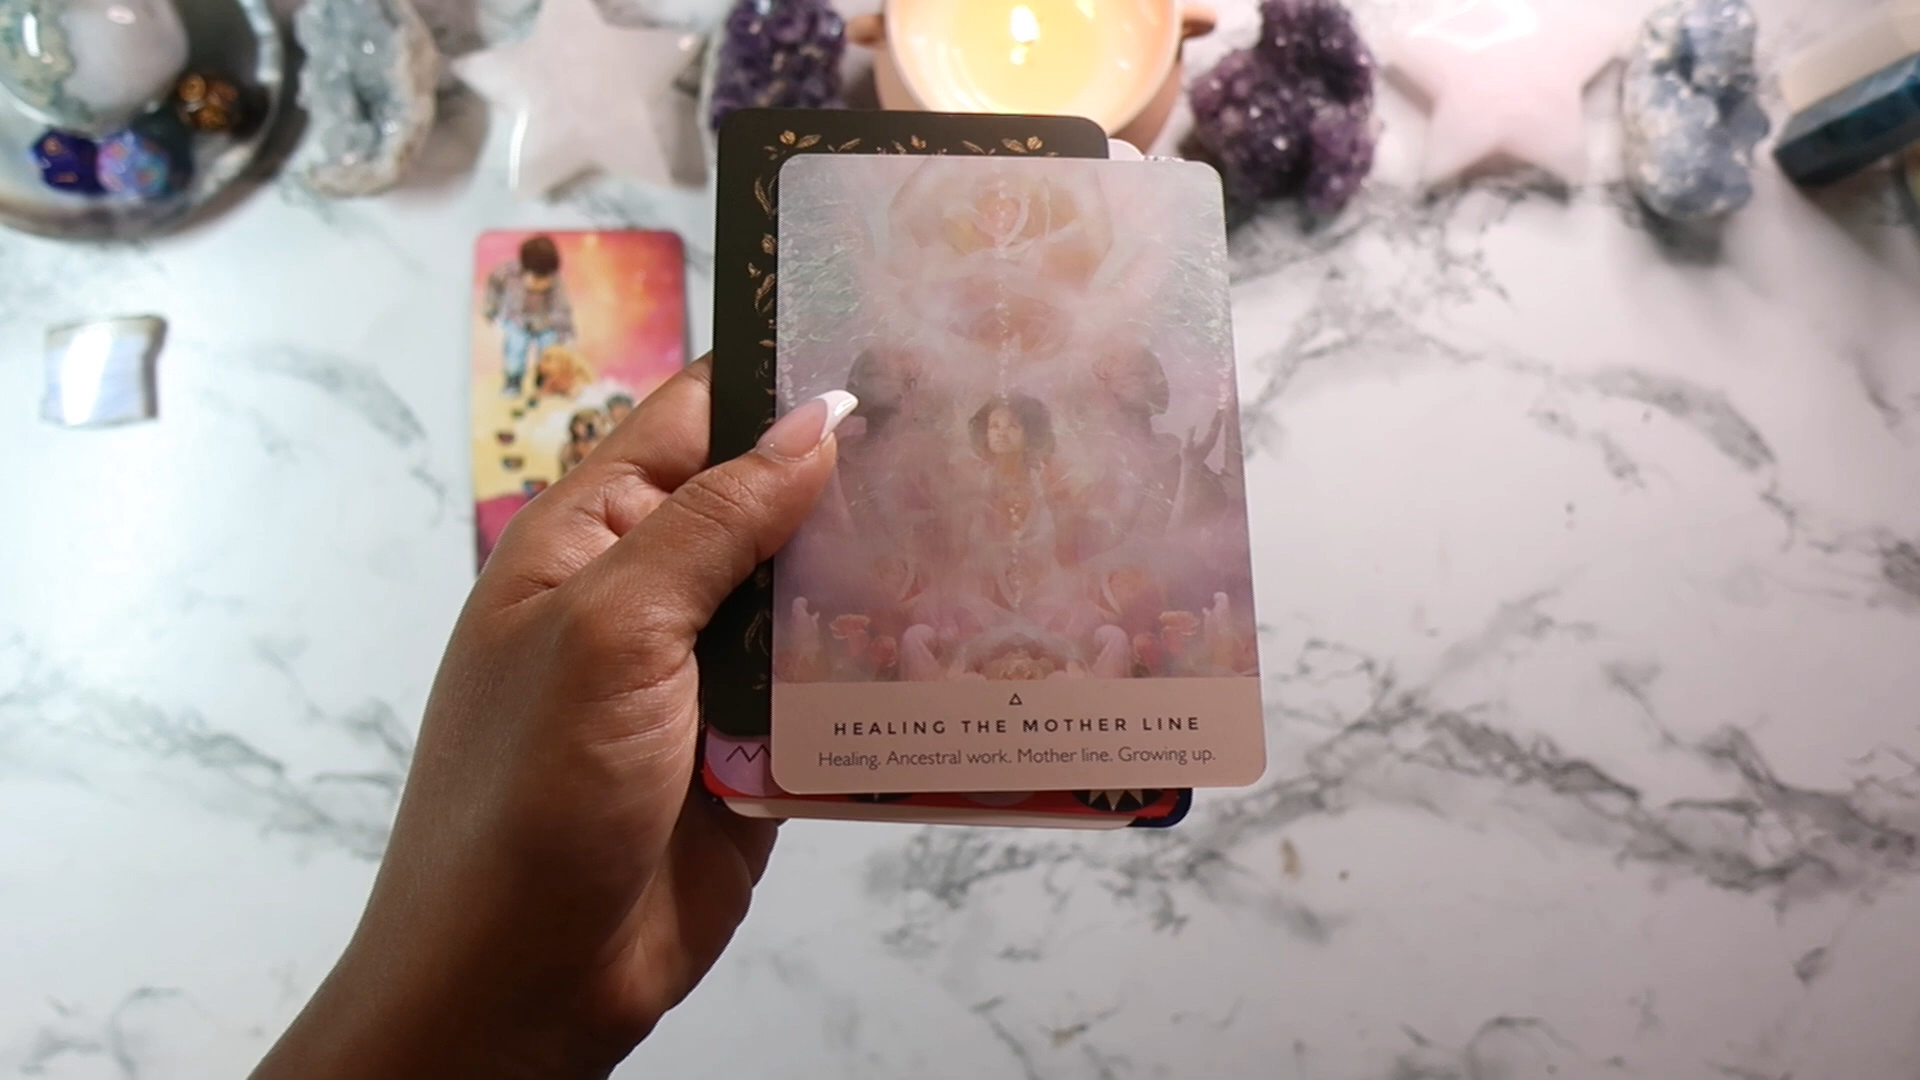 HEALING THE MOTHER LINE
Healing. Ancestral work. Mother line. Growing up.